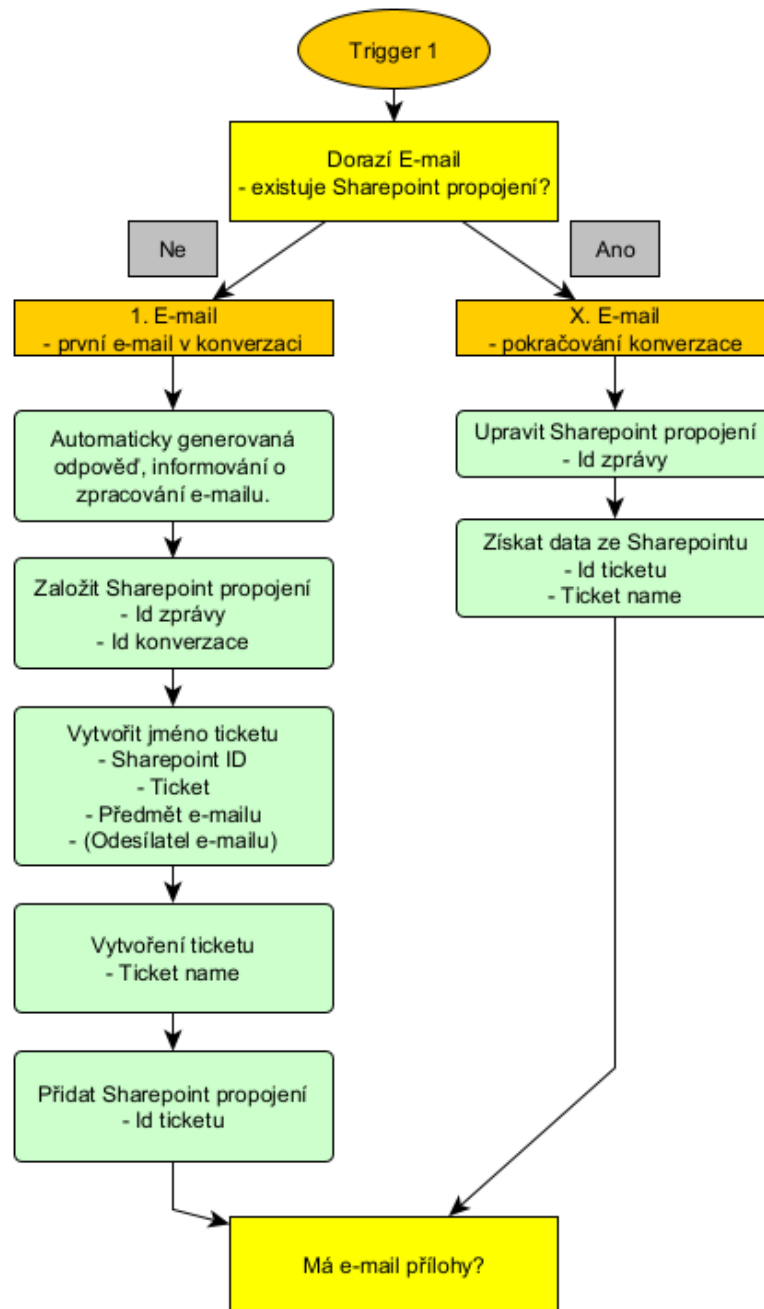 Trigger 1
Dorazí E-mail
- existuje Sharepoint propojení?
Ne
Ano
1. E-mail
- první e-mail v konverzaci
X. E-mail
- pokračování konverzace
Automaticky generovaná
odpověď, informování o
zpracování e-mailu.
Upravit Sharepoint propojení
- Id zprávy
Založit Sharepoint propojení
- Id zprávy
- Id konverzace
Získat data ze Sharepointu
- Id ticketu
- Ticket name
Vytvořit jméno ticketu
- Sharepoint ID
- Ticket
- Předmět e-mailu
- (Odesílatel e-mailu)
Vytvoření ticketu
- Ticket name
Přidat Sharepoint propojení
- Id ticketu
Má e-mail přílohy?